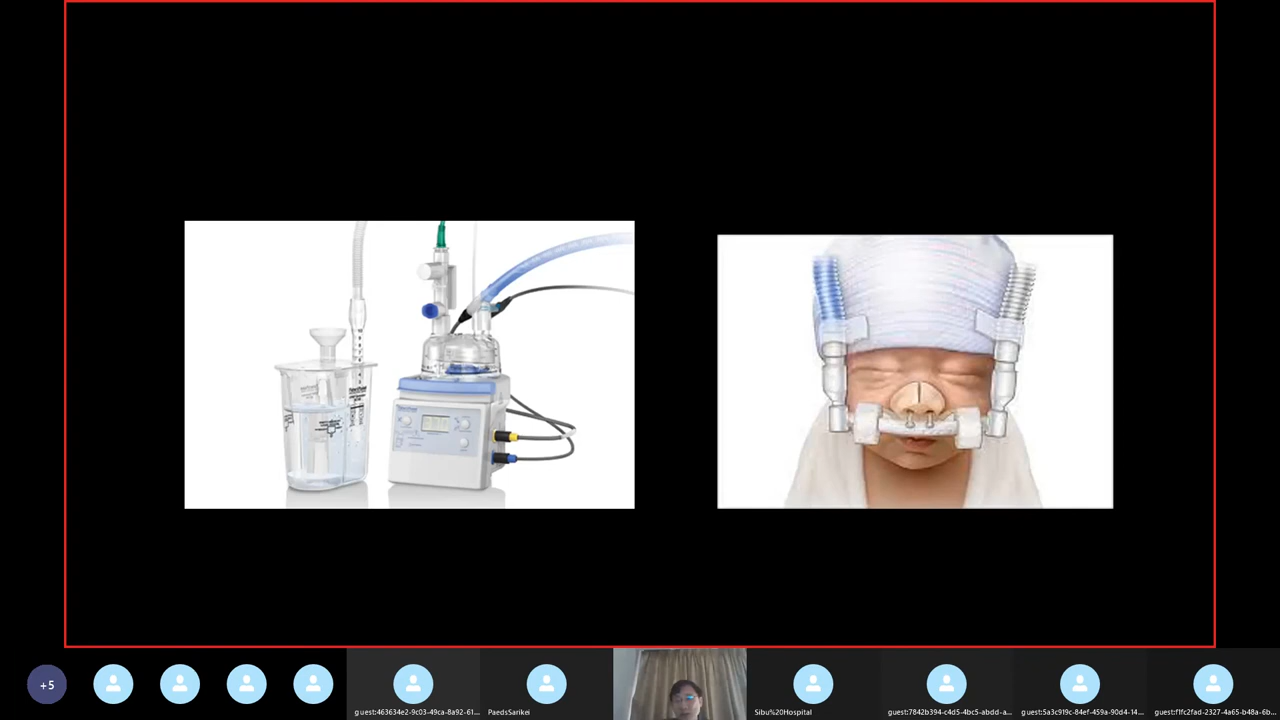 +5
guest:463634e2-9c03-49ca-8a92-61...
PaedsSarikei
Sibu%20Hospital
guest:7842b394-c4d5-4bc5-abdd-a...
guest:5a3c919c-84ef-459a-90d4-14...
guest:f1fc2fad-2327-4a65-b48a-6b...